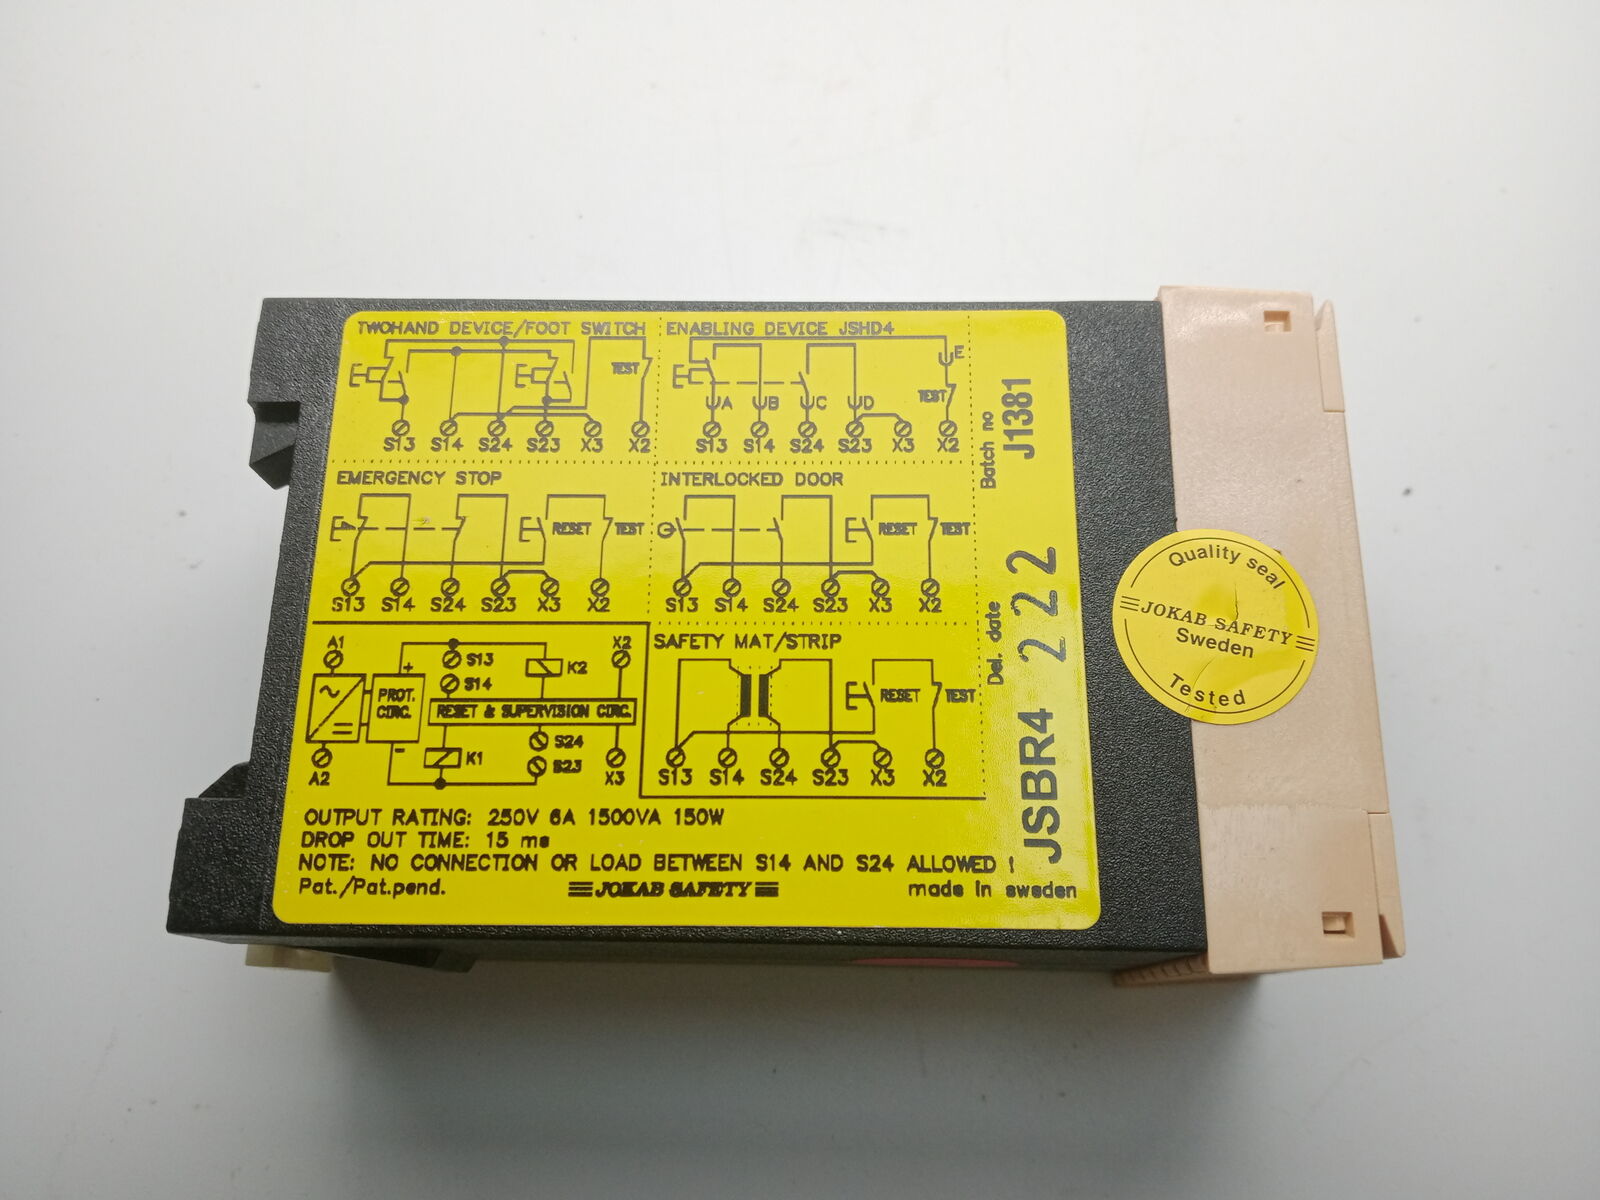 TWOHAND DEVICE/FOOT SWITCH
TEST
S13 S14 S24 S23 X3 X2
ENABLING DEVICE JSHD4
E
A B C D
TEST
S13 S14 S24 S23 X3 X2
EMERGENCY STOP
RESET TEST
S13 S14 S24 S23 X3 X2
INTERLOCKED DOOR
RESET TEST
S13 S14 S24 S23 X3 X2
A1
X2
+
S13
K2
~
PROT.
CIRC.
S14
RESET & SUPERVISION CIRC.
=
-
S24
K1
S23
A2
X3
SAFETY MAT/STRIP
RESET TEST
S13 S14 S24 S23 X3 X2
OUTPUT RATING: 250V 6A 1500VA 150W
DROP OUT TIME: 15 ms
NOTE: NO CONNECTION OR LOAD BETWEEN S14 AND S24 ALLOWED !
Pat./Pat.pend. JOKAB SAFETY made in sweden
Batch no
J1381
Del. date
222
JSBR4
Quality seal
JOKAB SAFETY
Sweden
Tested